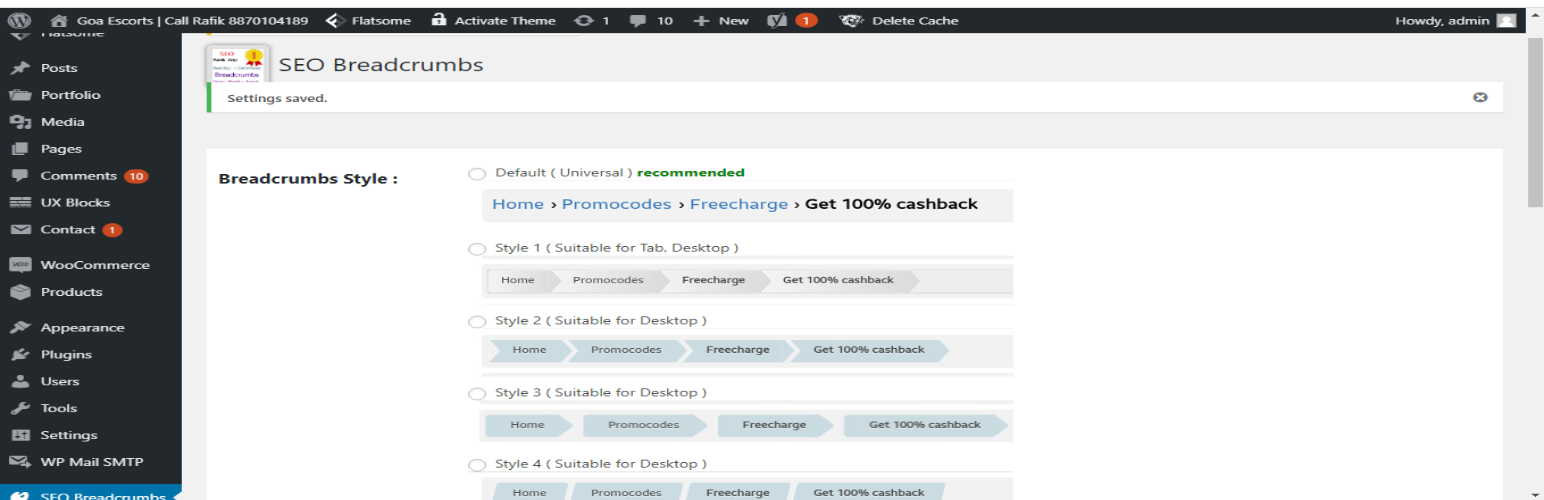 Goa Escorts | Call Rafik 8870104189 Flatsome Activate Theme 1 10 New 1 Delete Cache Howdy, admin
Flatsome
Posts
Portfolio
Media
Pages
Comments 10
UX Blocks
Contact 1
WooCommerce
Products
Appearance
Plugins
Users
Tools
Settings
WP Mail SMTP
SEO Breadcrumbs
SEO
Breadcrumbs
SEO Breadcrumbs
Settings saved.
Breadcrumbs Style :
Default ( Universal ) recommended
Home › Promocodes › Freecharge › Get 100% cashback
Style 1 ( Suitable for Tab, Desktop )
Home Promocodes Freecharge Get 100% cashback
Style 2 ( Suitable for Desktop )
Home Promocodes Freecharge Get 100% cashback
Style 3 ( Suitable for Desktop )
Home Promocodes Freecharge Get 100% cashback
Style 4 ( Suitable for Desktop )
Home Promocodes Freecharge Get 100% cashback